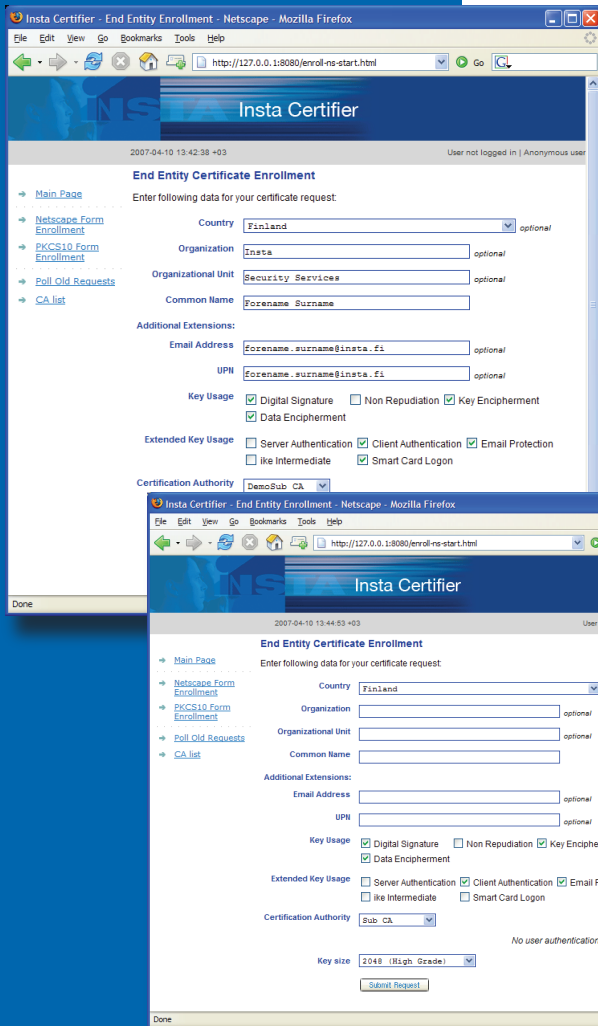 Insta Certifier - End Entity Enrollment - Netscape - Mozilla Firefox
File Edit View Go Bookmarks Tools Help
http://127.0.0.1:8080/enroll-ns-start.html Go G
INSTA Insta Certifier
2007-04-10 13:42:38 +03 User not logged in | Anonymous user
End Entity Certificate Enrollment
Main Page Enter following data for your certificate request:
Netscape Form Enrollment
PKCS10 Form Enrollment
Poll Old Requests
CA list
Country Finland optional
Organization Insta optional
Organizational Unit Security Services optional
Common Name Forename Surname
Additional Extensions:
Email Address forename.surname@insta.fi optional
UPN forename.surname@insta.fi optional
Key Usage Digital Signature Non Repudiation Key Encipherment
Data Encipherment
Extended Key Usage Server Authentication Client Authentication Email Protection
ike Intermediate Smart Card Logon
Certification Authority DemoSub CA
Done
Insta Certifier - End Entity Enrollment - Netscape - Mozilla Firefox
File Edit View Go Bookmarks Tools Help
http://127.0.0.1:8080/enroll-ns-start.html
INSTA Insta Certifier
2007-04-10 13:44:53 +03 User
End Entity Certificate Enrollment
Main Page Enter following data for your certificate request:
Netscape Form Enrollment
PKCS10 Form Enrollment
Poll Old Requests
CA list
Country Finland
Organization optional
Organizational Unit optional
Common Name
Additional Extensions:
Email Address optional
UPN optional
Key Usage Digital Signature Non Repudiation Key Enciphe
Data Encipherment
Extended Key Usage Server Authentication Client Authentication Email P
ike Intermediate Smart Card Logon
Certification Authority Sub CA
No user authentication
Key size 2048 (High Grade)
Submit Request
Done